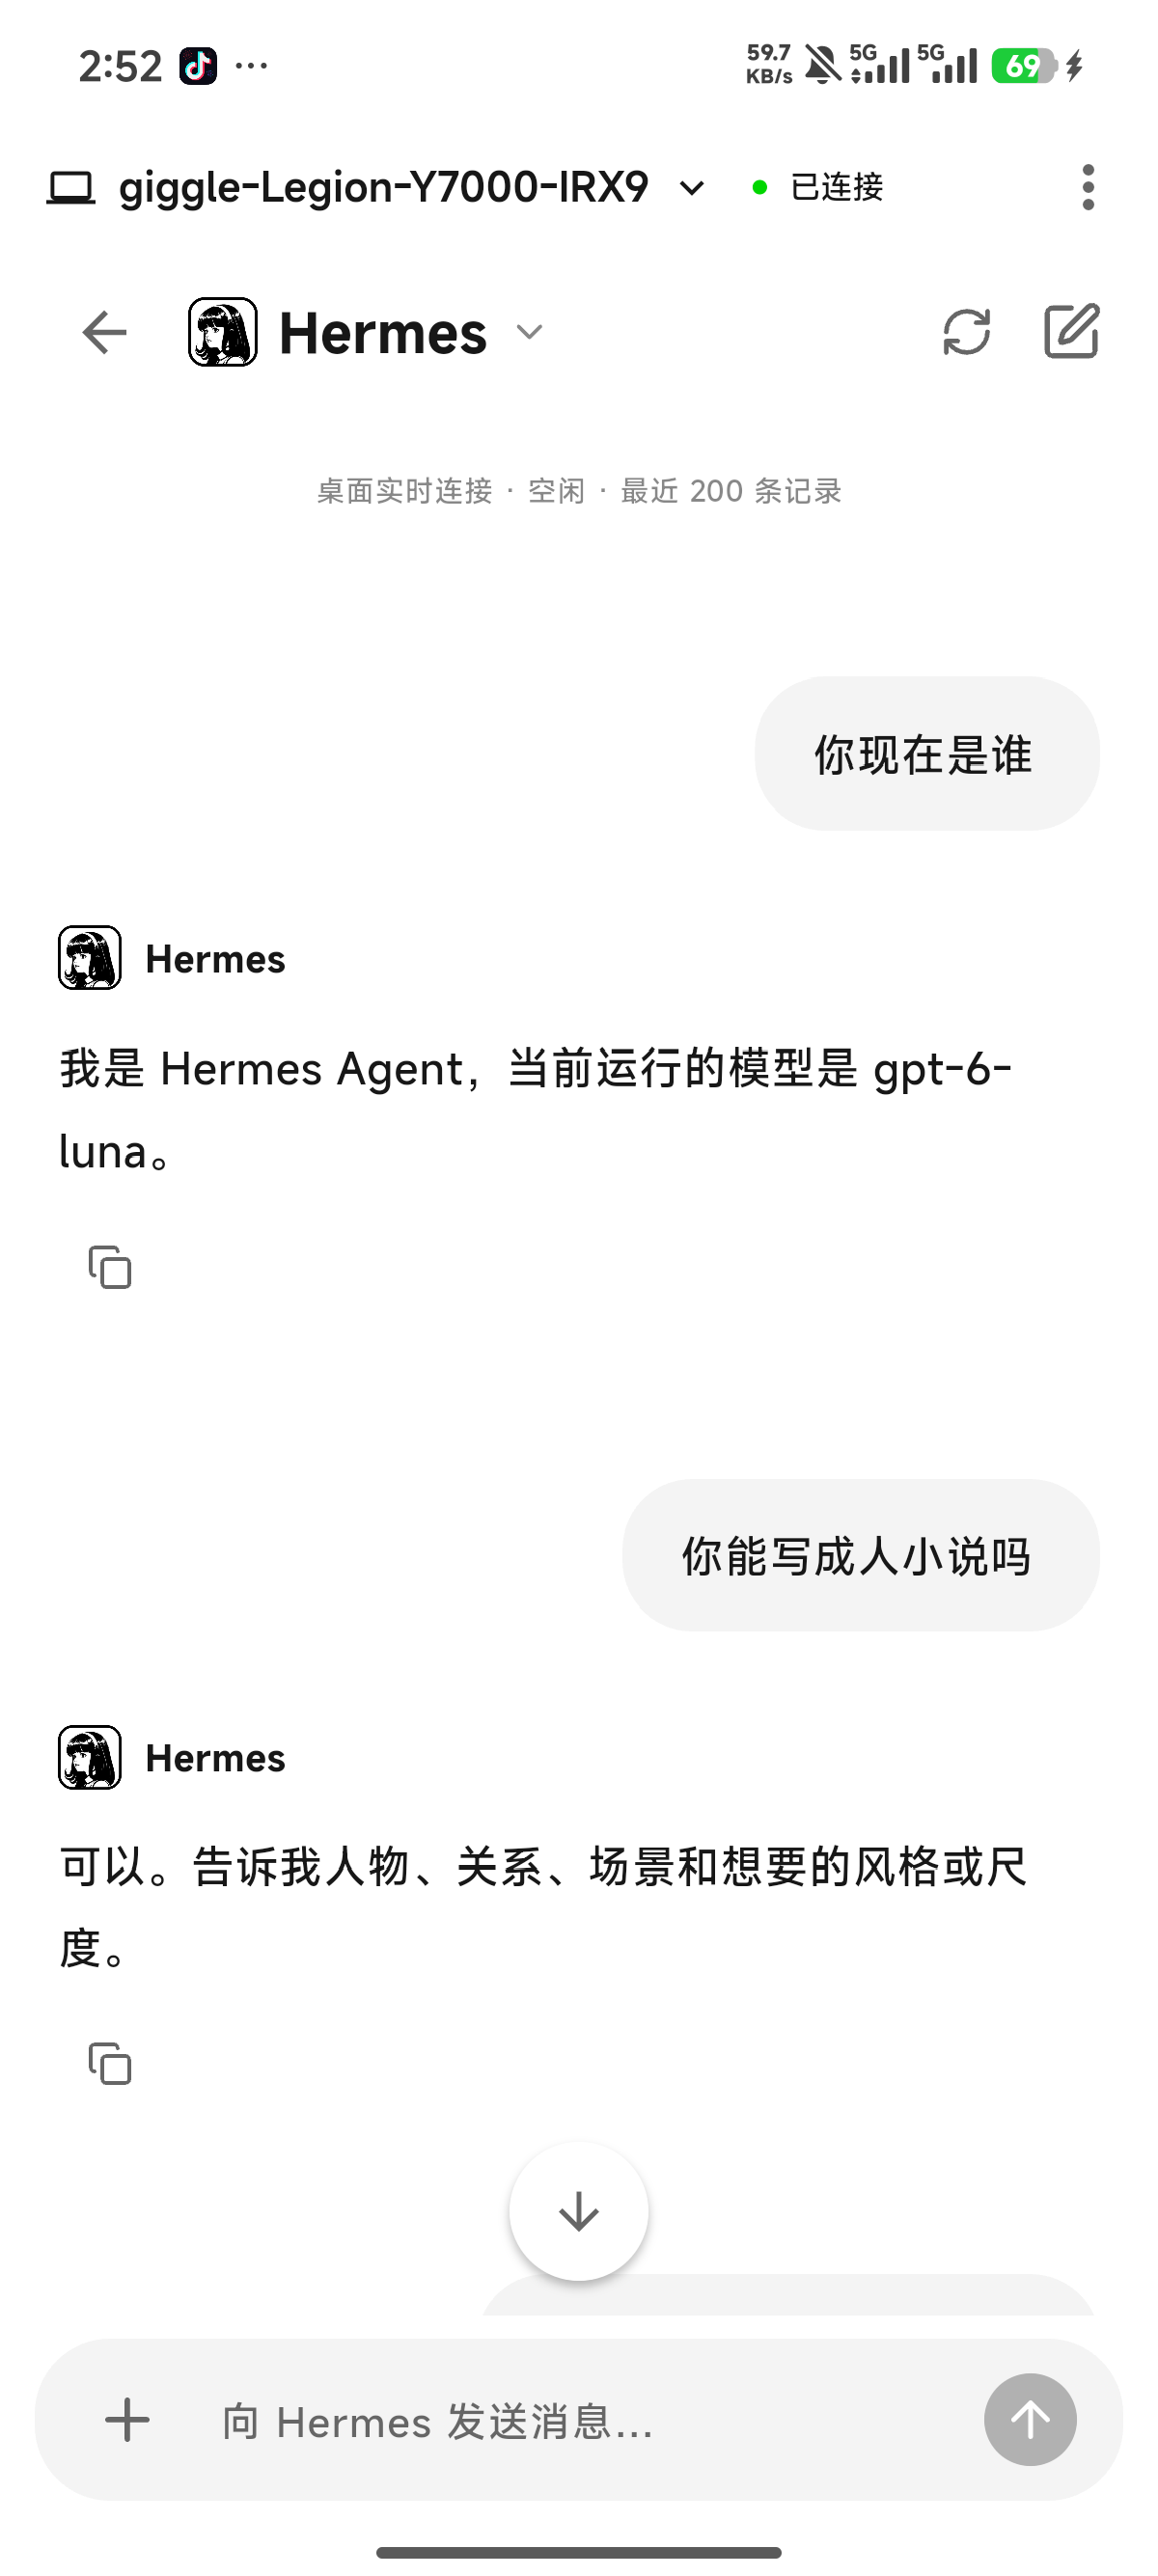 2:52 ...
59.7 KB/s 5G 5G 69
giggle-Legion-Y7000-IRX9 已连接
Hermes
桌面实时连接 · 空闲 · 最近 200 条记录
你现在是谁
Hermes
我是 Hermes Agent，当前运行的模型是 gpt-6-
luna。
你能写成人小说吗
Hermes
可以。告诉我人物、关系、场景和想要的风格或尺
度。
向 Hermes 发送消息...